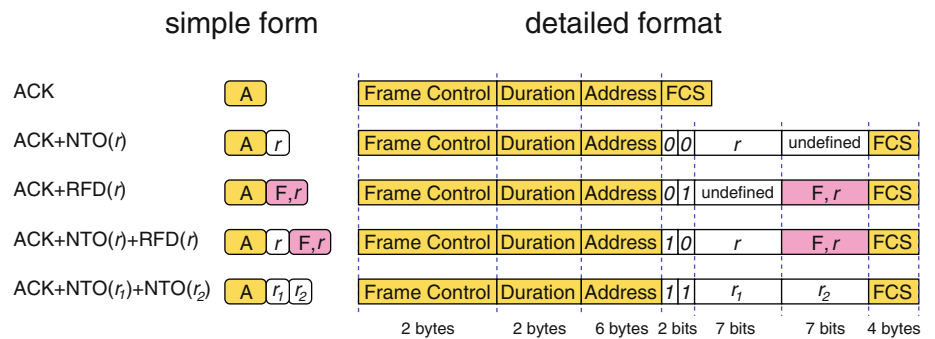 simple form detailed format
ACK A Frame Control Duration Address FCS
ACK+NTO(r) A r Frame Control Duration Address 0 0 r undefined FCS
ACK+RFD(r) A F,r Frame Control Duration Address 0 1 undefined F, r FCS
ACK+NTO(r)+RFD(r) A r F,r Frame Control Duration Address 1 0 r F, r FCS
ACK+NTO(r1)+NTO(r2) A r1 r2 Frame Control Duration Address 1 1 r1 r2 FCS
2 bytes 2 bytes 6 bytes 2 bits 7 bits 7 bits 4 bytes